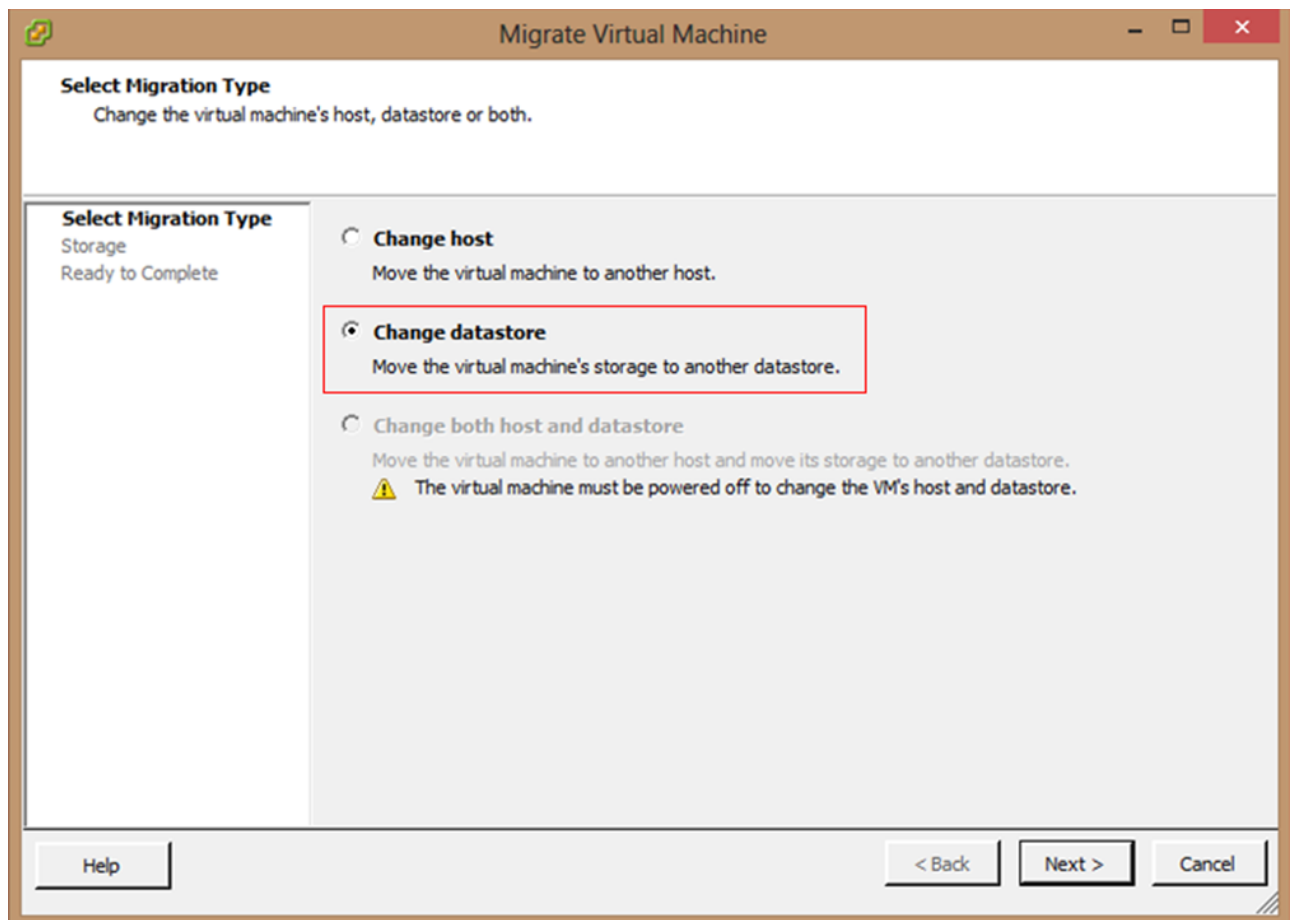 Migrate Virtual Machine
Select Migration Type
Change the virtual machine's host, datastore or both.
Select Migration Type
Storage
Ready to Complete
Change host
Move the virtual machine to another host.
Change datastore
Move the virtual machine's storage to another datastore.
Change both host and datastore
Move the virtual machine to another host and move its storage to another datastore.
The virtual machine must be powered off to change the VM's host and datastore.
Help
< Back
Next >
Cancel